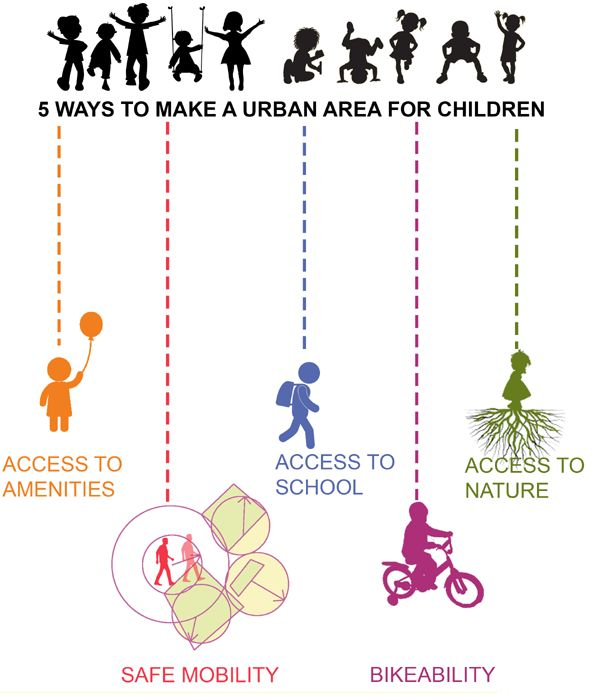 5 WAYS TO MAKE A URBAN AREA FOR CHILDREN
ACCESS TO
AMENITIES
ACCESS TO
SCHOOL
ACCESS TO
NATURE
SAFE MOBILITY
BIKEABILITY